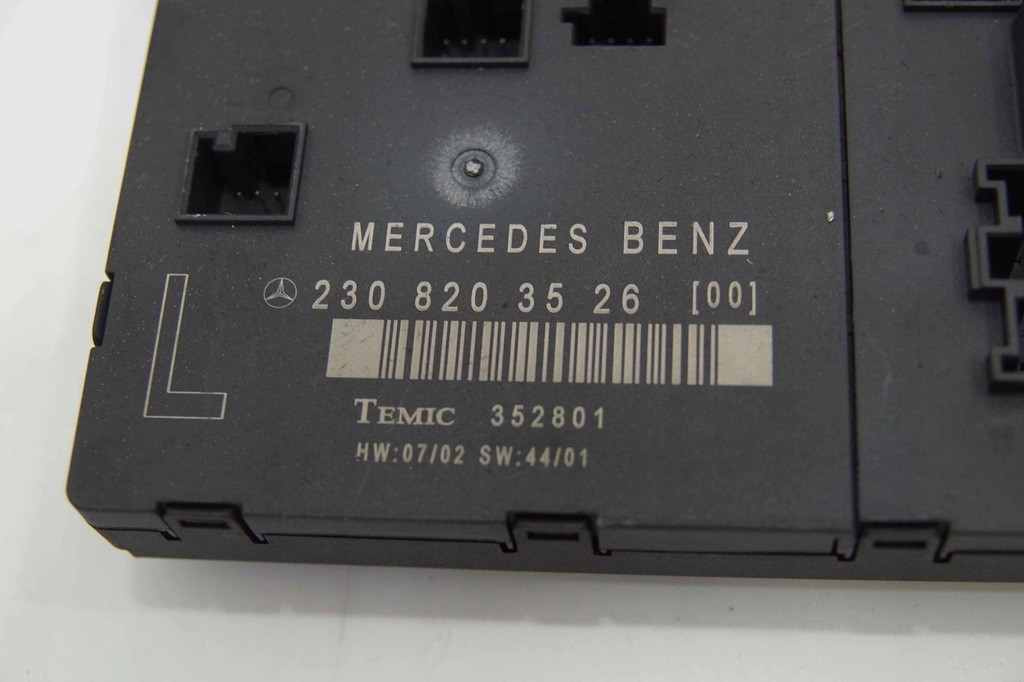 MERCEDES BENZ
230 820 35 26 [00]
L
TEMIC 352801
HW:07/02 SW:44/01